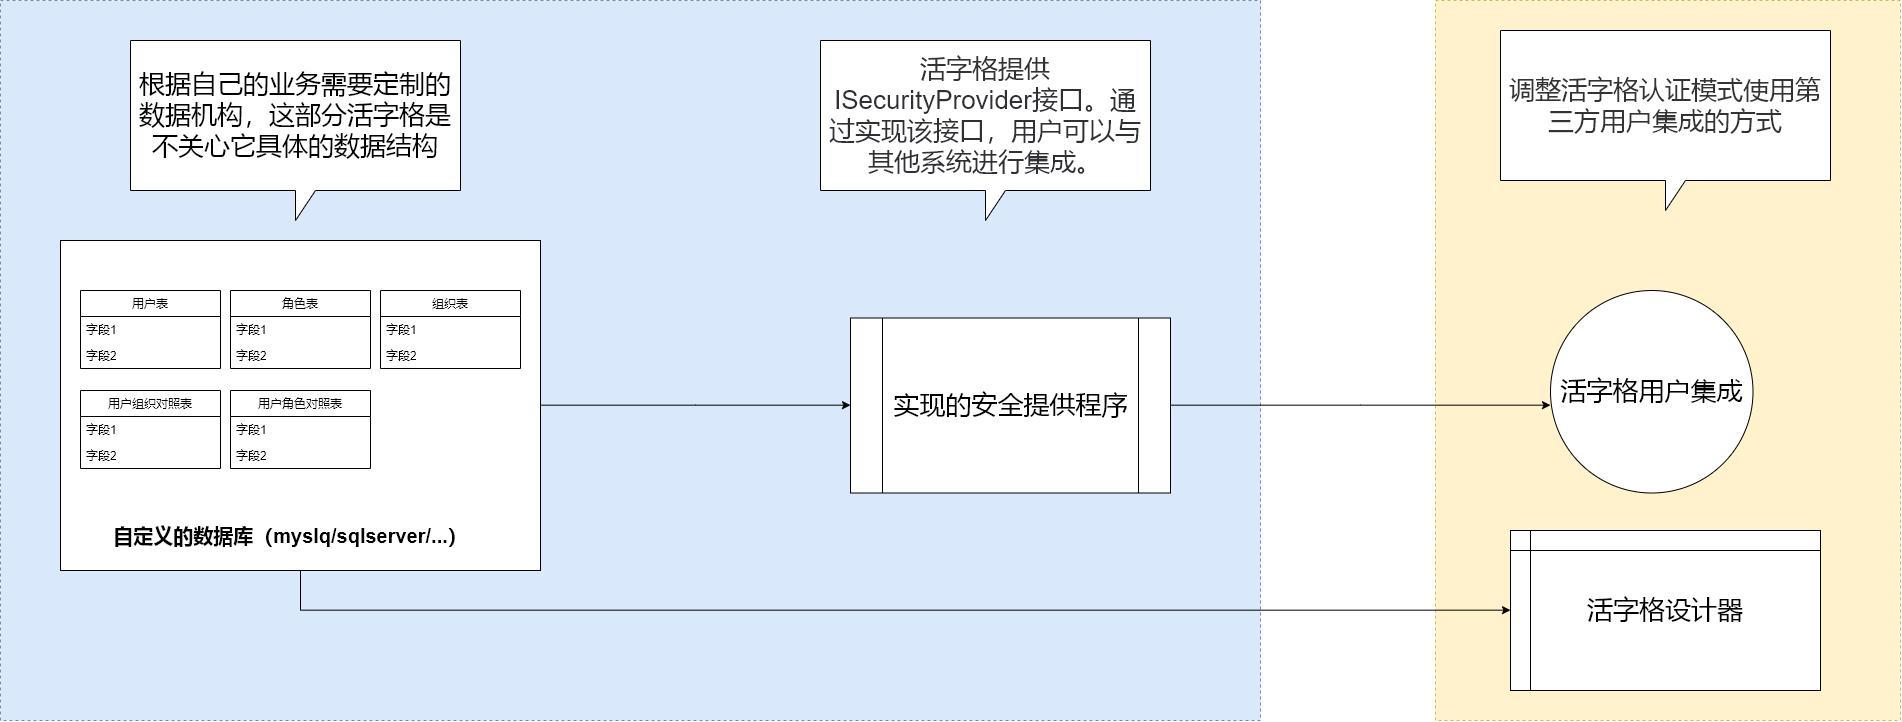 根据自己的业务需要定制的
数据机构，这部分活字格是
不关心它具体的数据结构
活字格提供
ISecurityProvider接口。通
过实现该接口，用户可以与
其他系统进行集成。
调整活字格认证模式使用第
三方用户集成的方式
用户表
字段1
字段2
角色表
字段1
字段2
组织表
字段1
字段2
用户组织对照表
字段1
字段2
用户角色对照表
字段1
字段2
自定义的数据库（myslq/sqlserver/...）
实现的安全提供程序
活字格用户集成
活字格设计器